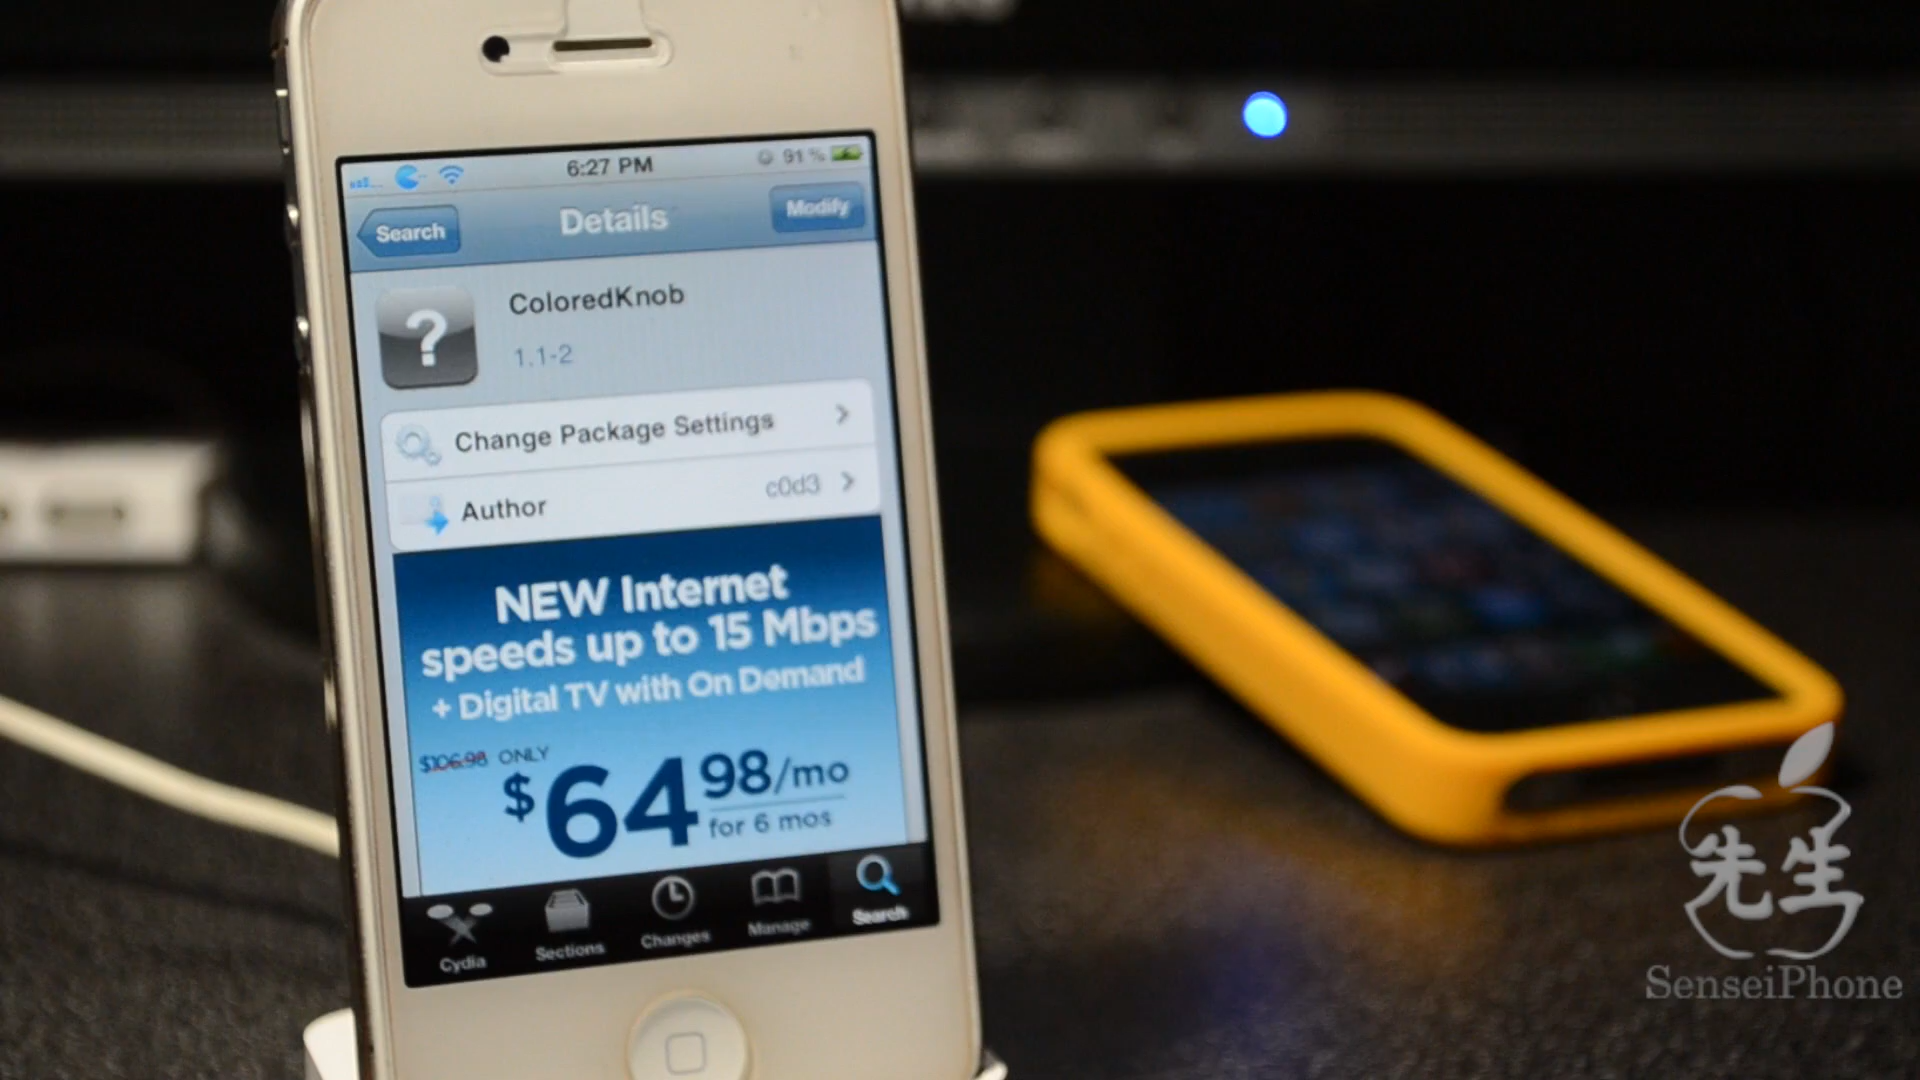 6:27 PM
91%
Search
Details
Modify
ColoredKnob
1.1-2
Change Package Settings
Author
c0d3
NEW Internet
speeds up to 15 Mbps
+ Digital TV with On Demand
$106.98 ONLY
$64 98/mo
for 6 mos
Cydia
Sections
Changes
Manage
Search
先生
SenseiPhone